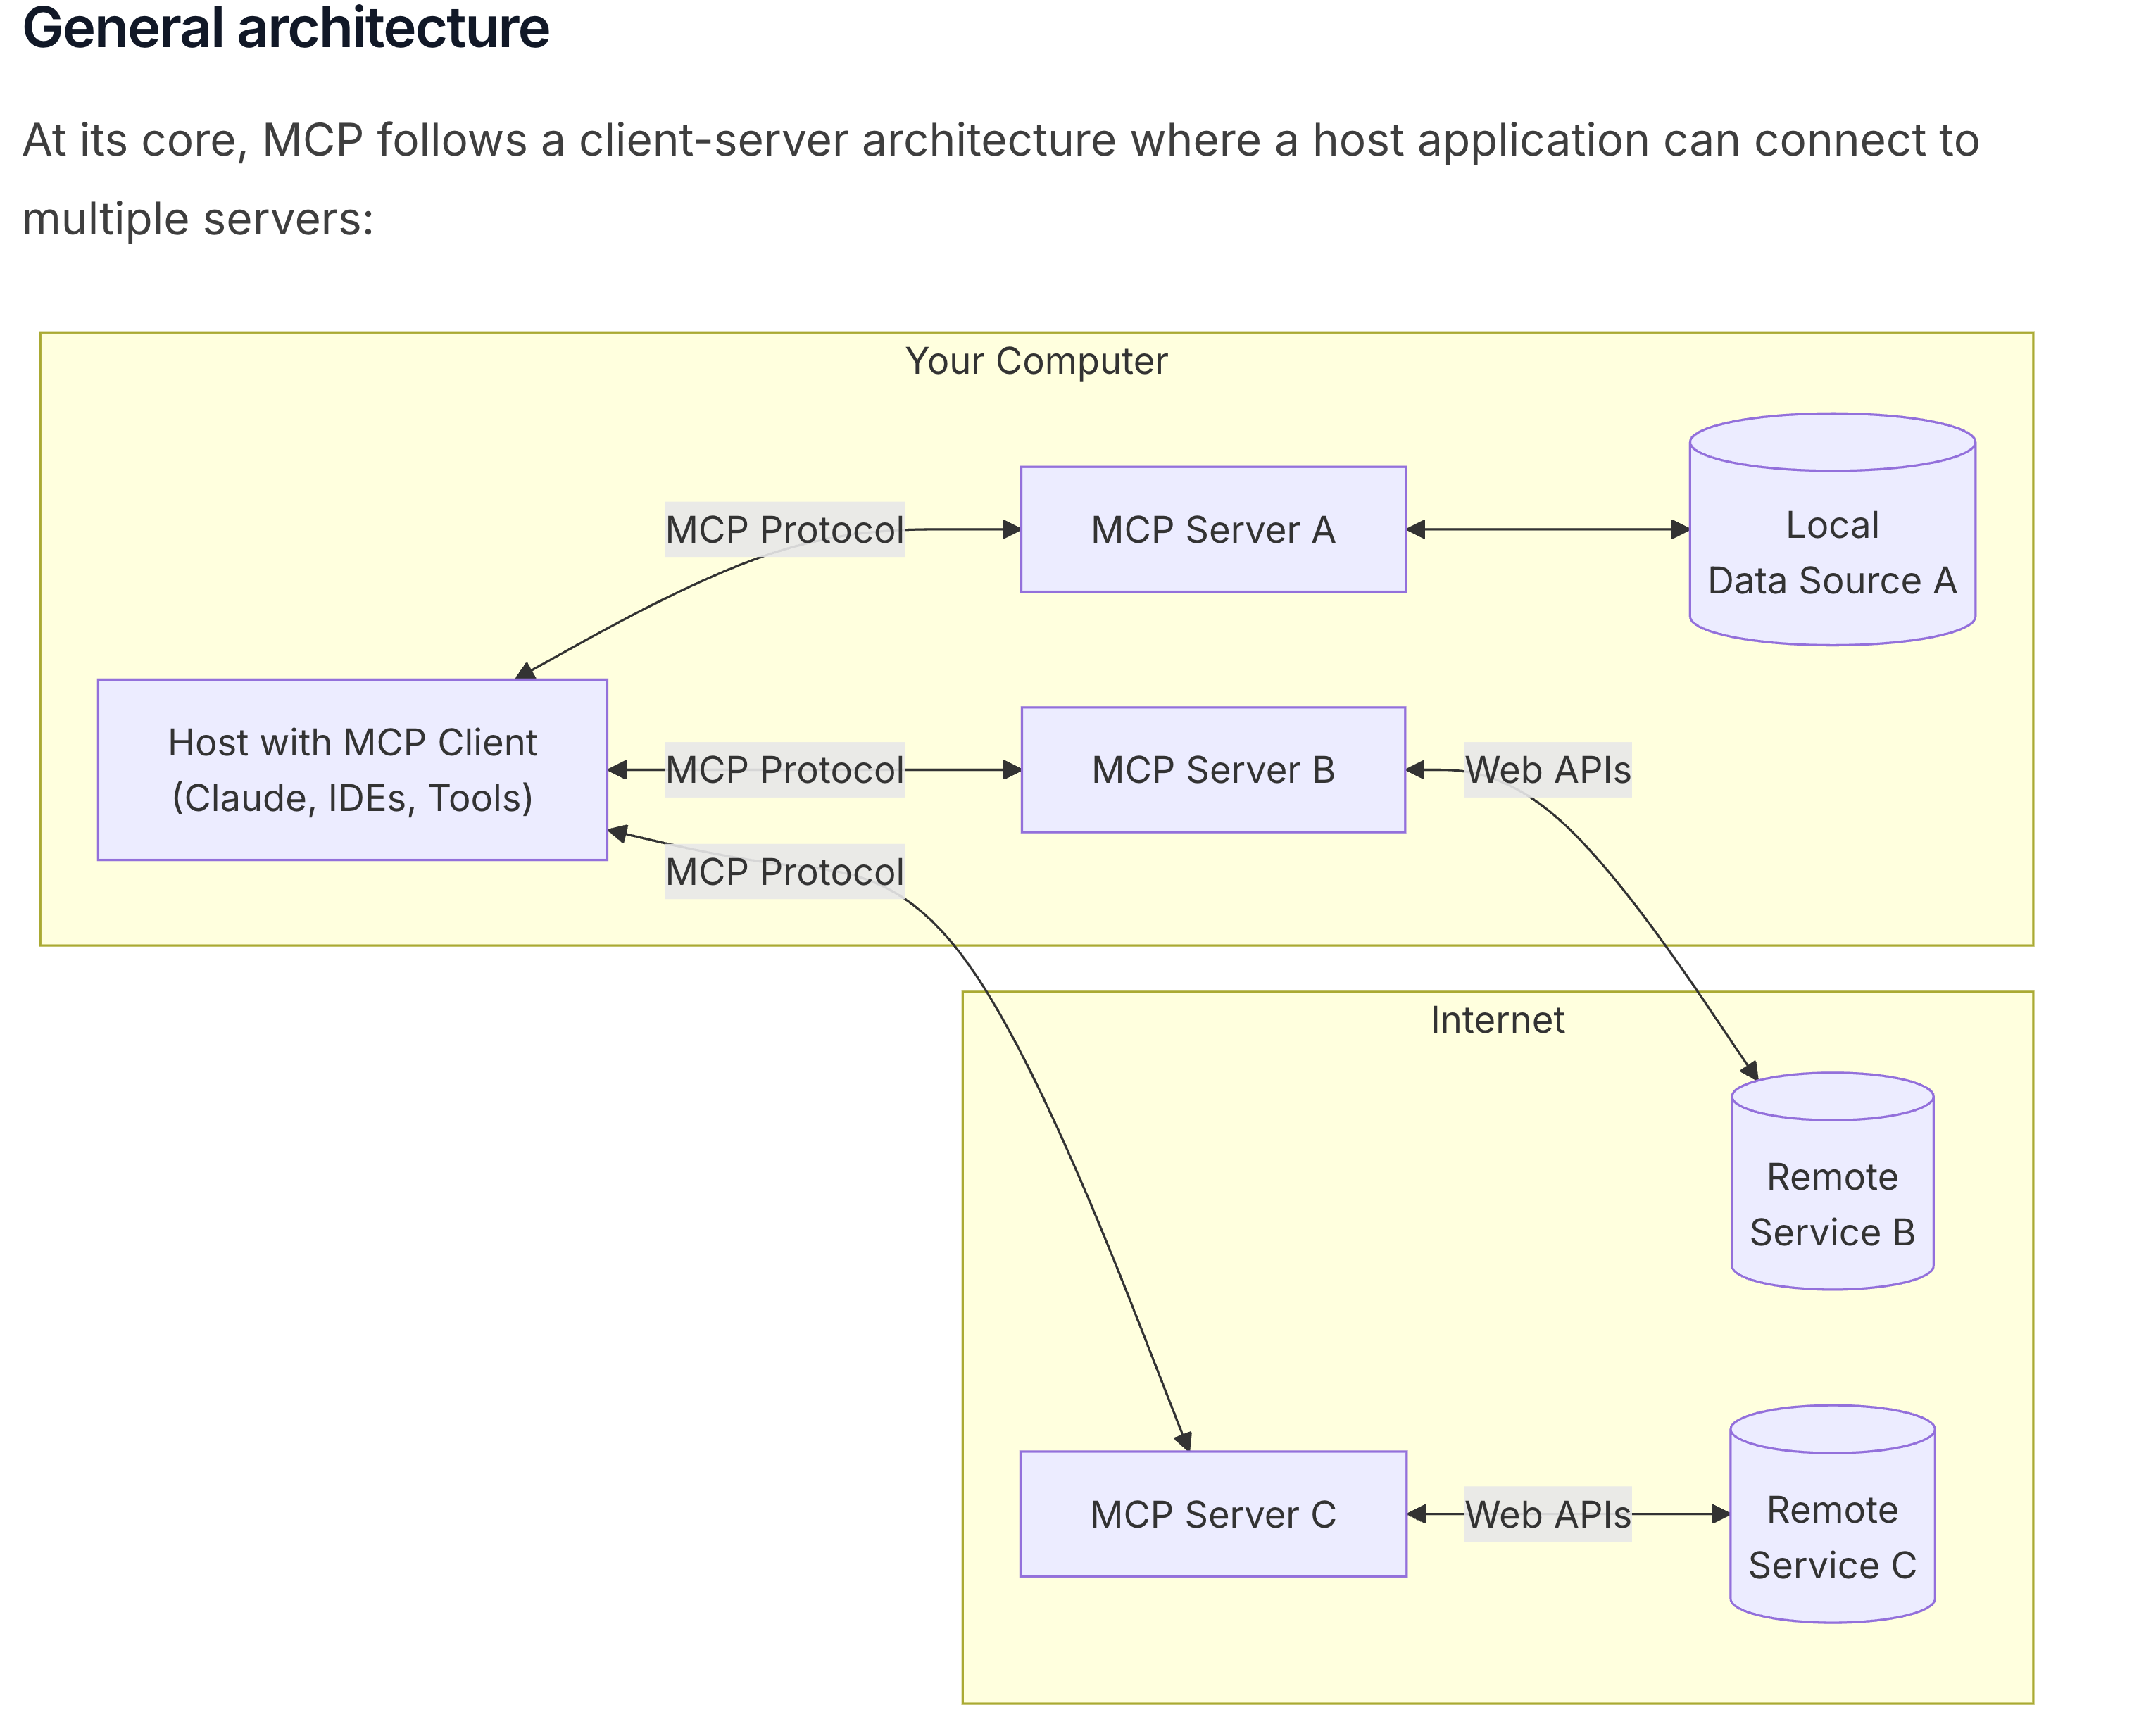 General architecture
At its core, MCP follows a client-server architecture where a host application can connect to
multiple servers:
Your Computer
MCP Protocol
MCP Server A
Local
Data Source A
Host with MCP Client
(Claude, IDEs, Tools)
MCP Protocol
MCP Server B
Web APIs
MCP Protocol
Internet
Remote
Service B
MCP Server C
Web APIs
Remote
Service C